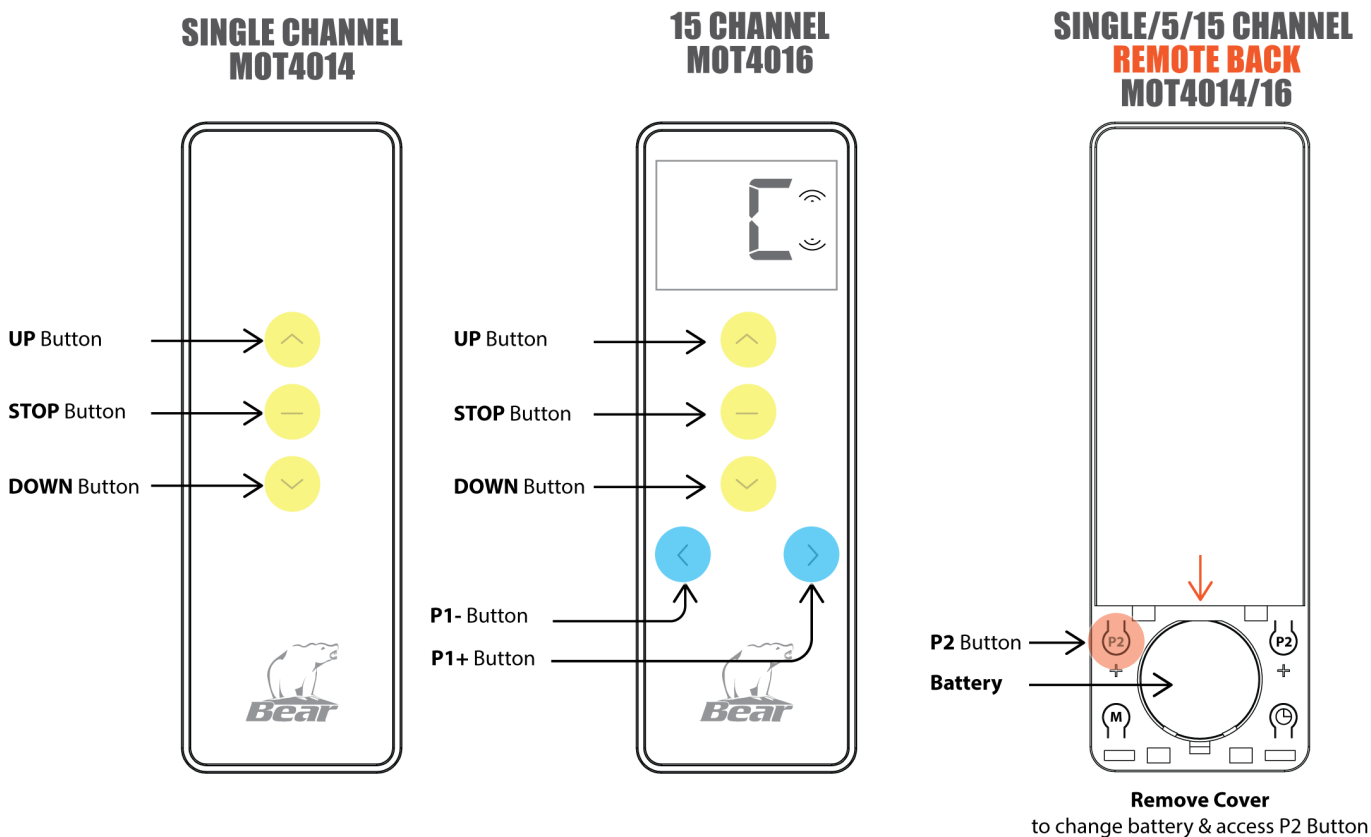 SINGLE CHANNEL
MOT4014
UP Button
STOP Button
DOWN Button
Bear
15 CHANNEL
MOT4016
C
UP Button
STOP Button
DOWN Button
P1- Button
P1+ Button
Bear
SINGLE/5/15 CHANNEL
REMOTE BACK
MOT4014/16
P2 Button
Battery
P2
P2
+
+
M
Remove Cover
to change battery & access P2 Button